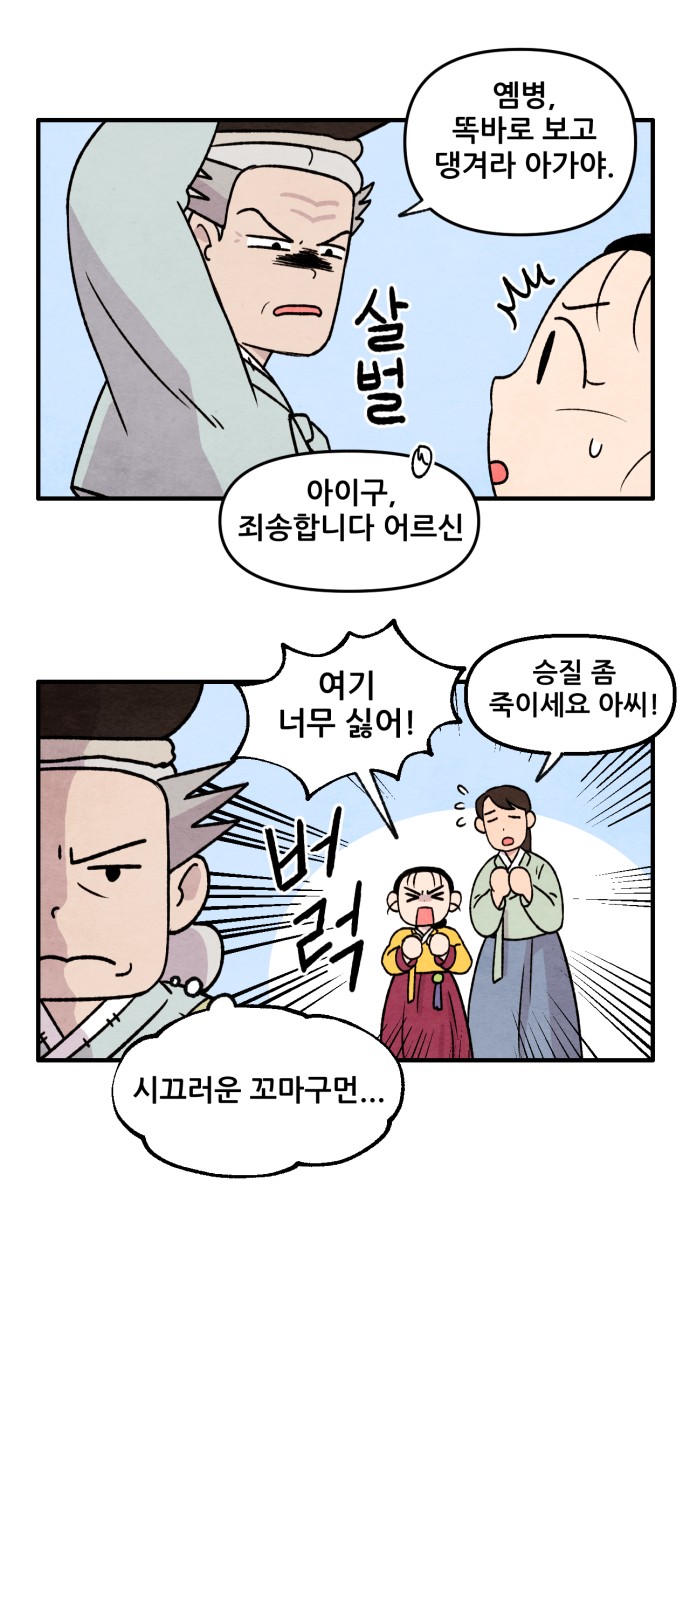 옘병,
똑바로 보고
댕겨라 아가야.
살벌
아이구,
죄송합니다 어르신
여기
너무 싫어!
승질 좀
죽이세요 아씨!
버럭
시끄러운 꼬마구먼...